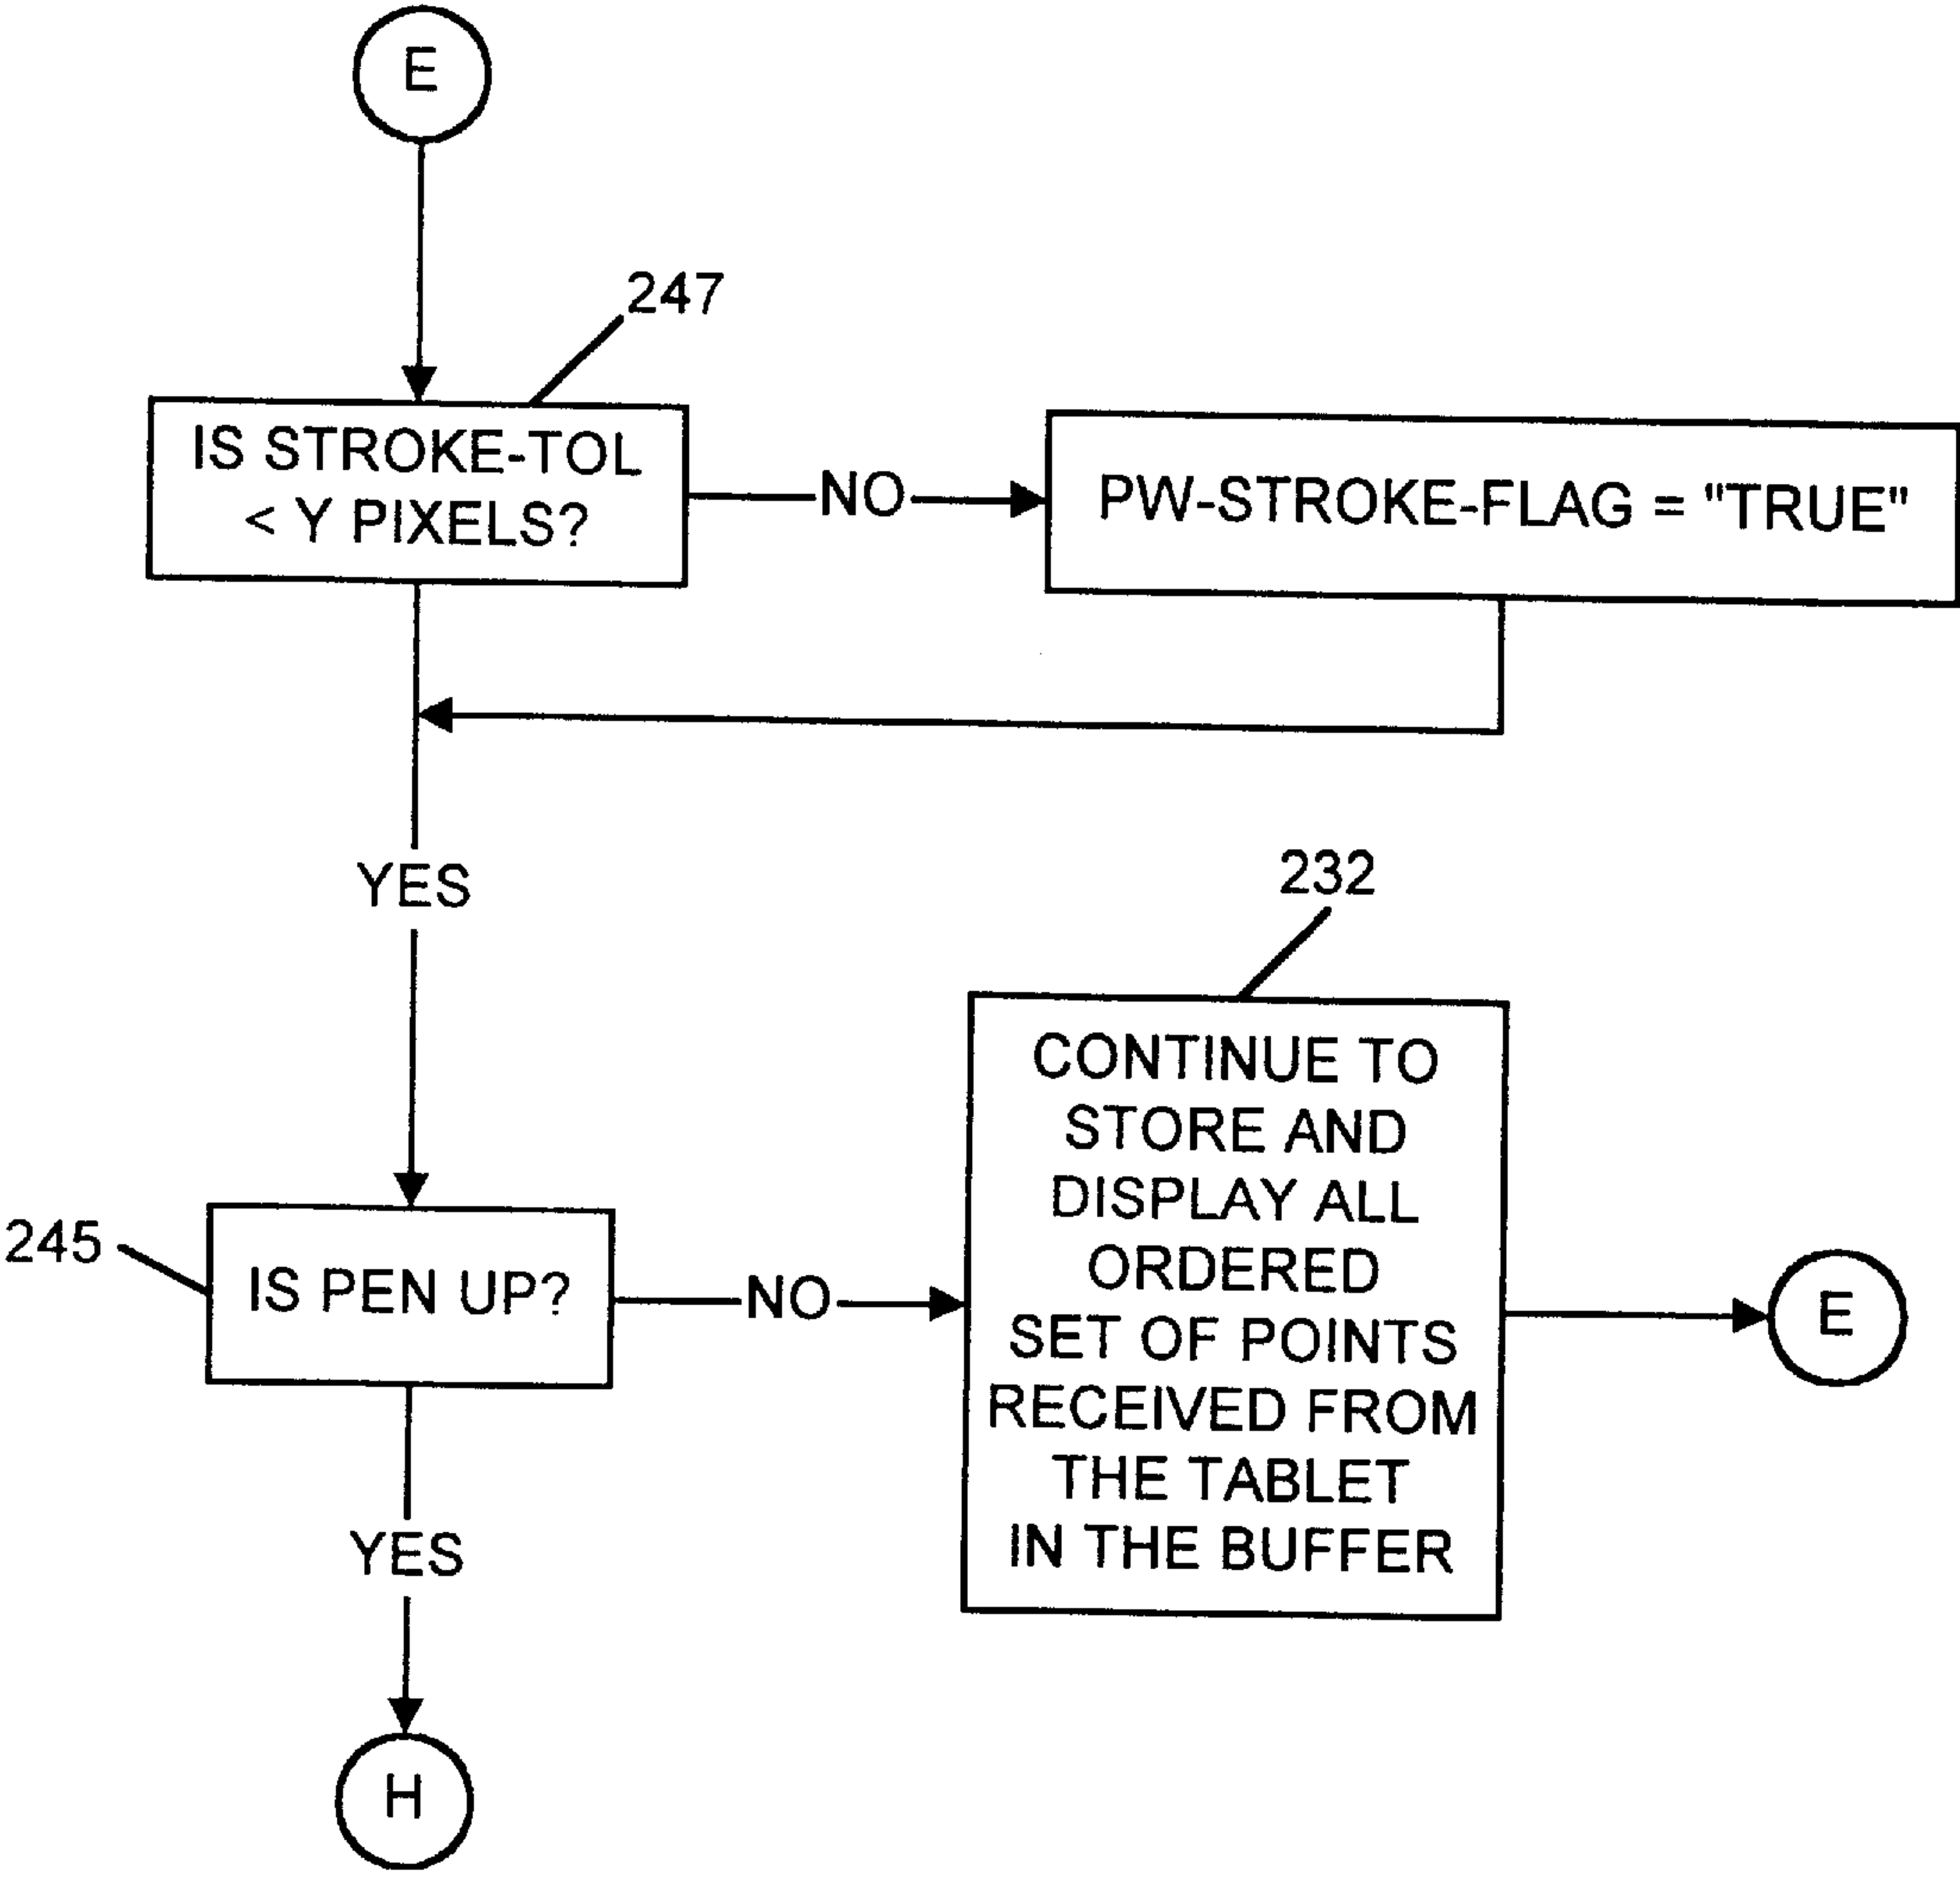 E
247
IS STROKE-TOL
< Y PIXELS?
NO
PW-STROKE-FLAG = "TRUE"
YES
232
CONTINUE TO
STORE AND
DISPLAY ALL
ORDERED
SET OF POINTS
RECEIVED FROM
THE TABLET
IN THE BUFFER
245
IS PEN UP?
NO
E
YES
H